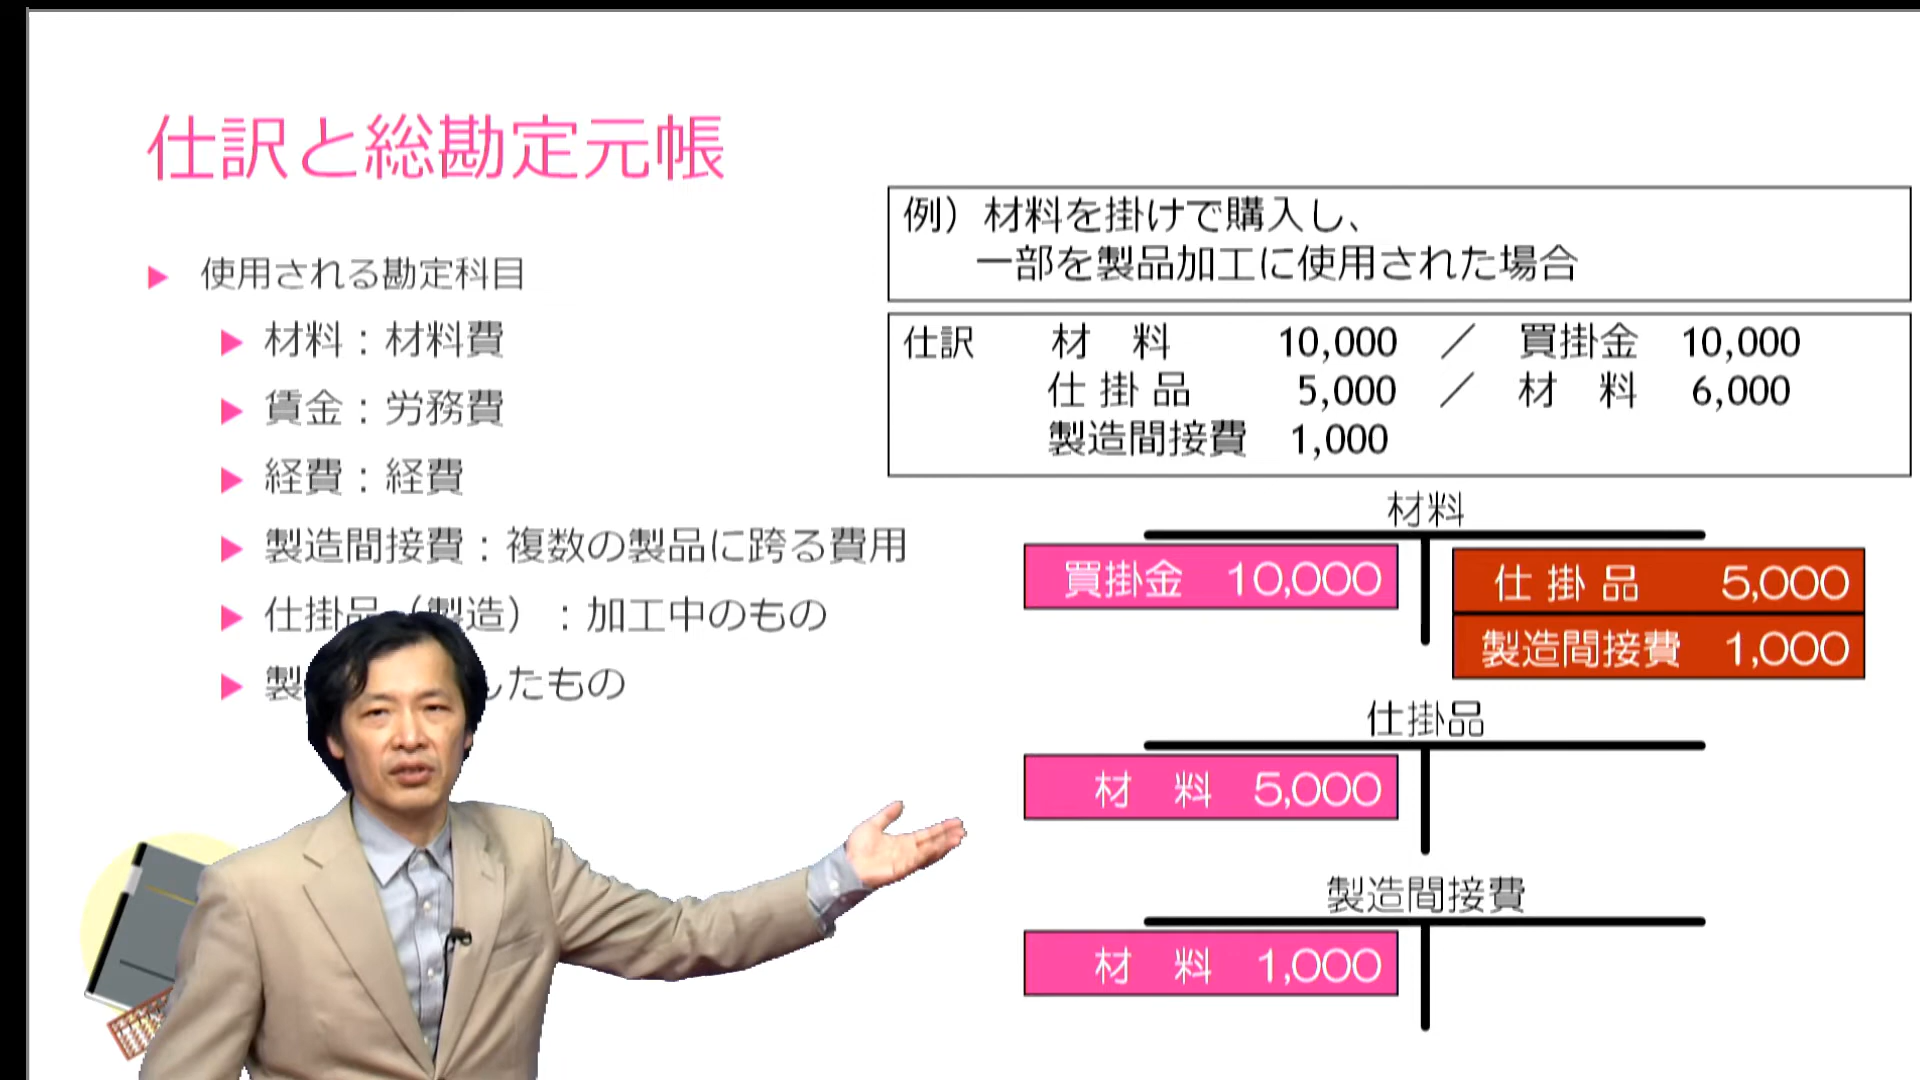 仕訳と総勘定元帳
使用される勘定科目
材料：材料費
賃金：労務費
経費：経費
製造間接費：複数の製品に跨る費用
仕掛品（製造）：加工中のもの
製 したもの
例）材料を掛けで購入し、
一部を製品加工に使用された場合
仕訳 材 料 10,000 ／ 買掛金 10,000
仕 掛 品 5,000 ／ 材 料 6,000
製造間接費 1,000
材料
買掛金 10,000 仕 掛 品 5,000
製造間接費 1,000
仕掛品
材 料 5,000
製造間接費
材 料 1,000